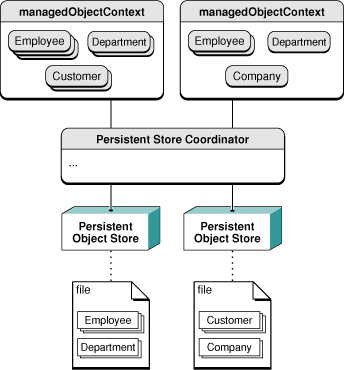 managedObjectContext
managedObjectContext
Employee
Department
Customer
Employee
Department
Company
Persistent Store Coordinator
...
Persistent
Object Store
Persistent
Object Store
file
Employee
Department
file
Customer
Company